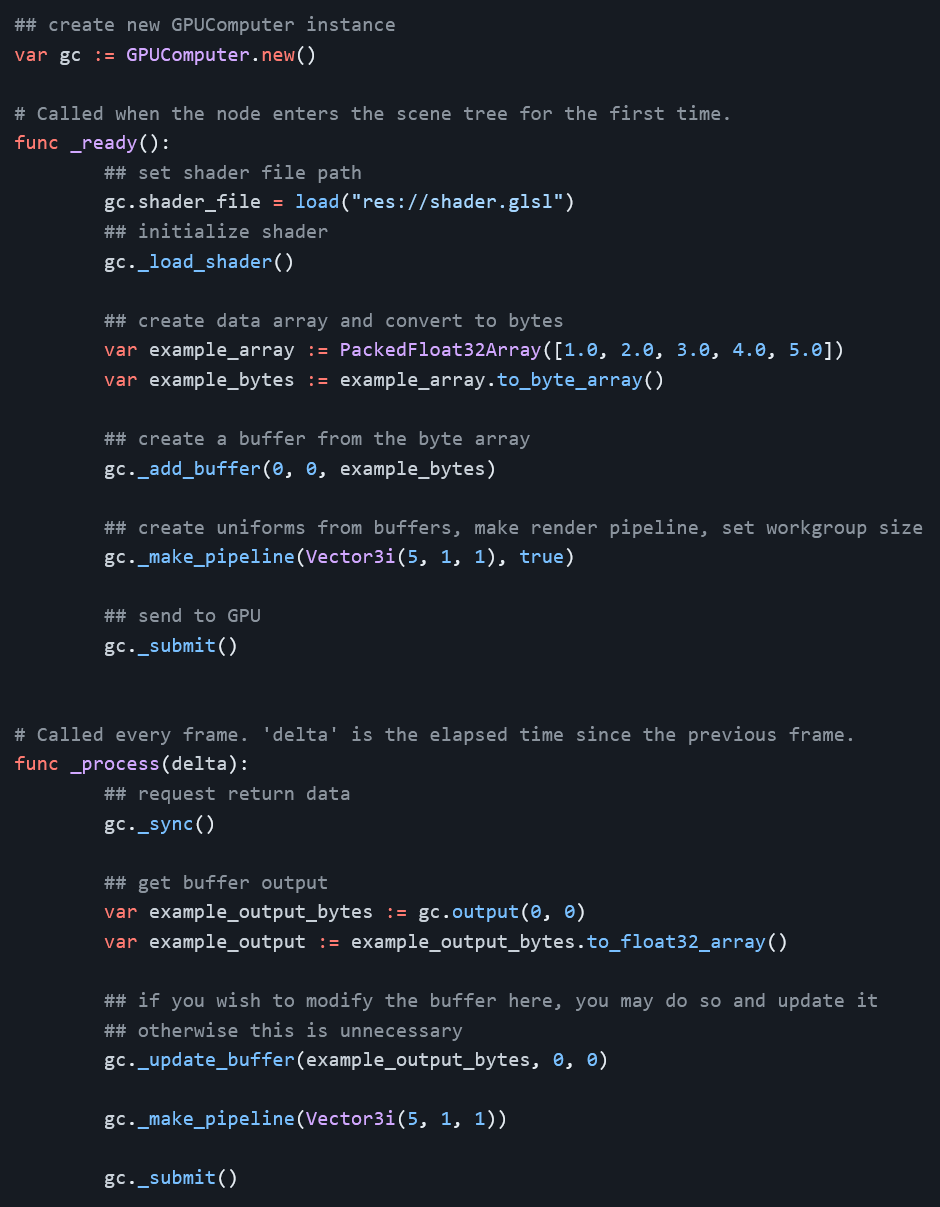 ## create new GPUComputer instance
var gc := GPUComputer.new()

# Called when the node enters the scene tree for the first time.
func _ready():
        ## set shader file path
        gc.shader_file = load("res://shader.glsl")
        ## initialize shader
        gc._load_shader()

        ## create data array and convert to bytes
        var example_array := PackedFloat32Array([1.0, 2.0, 3.0, 4.0, 5.0])
        var example_bytes := example_array.to_byte_array()

        ## create a buffer from the byte array
        gc._add_buffer(0, 0, example_bytes)

        ## create uniforms from buffers, make render pipeline, set workgroup size
        gc._make_pipeline(Vector3i(5, 1, 1), true)

        ## send to GPU
        gc._submit()


# Called every frame. 'delta' is the elapsed time since the previous frame.
func _process(delta):
        ## request return data
        gc._sync()

        ## get buffer output
        var example_output_bytes := gc.output(0, 0)
        var example_output := example_output_bytes.to_float32_array()

        ## if you wish to modify the buffer here, you may do so and update it
        ## otherwise this is unnecessary
        gc._update_buffer(example_output_bytes, 0, 0)

        gc._make_pipeline(Vector3i(5, 1, 1))

        gc._submit()